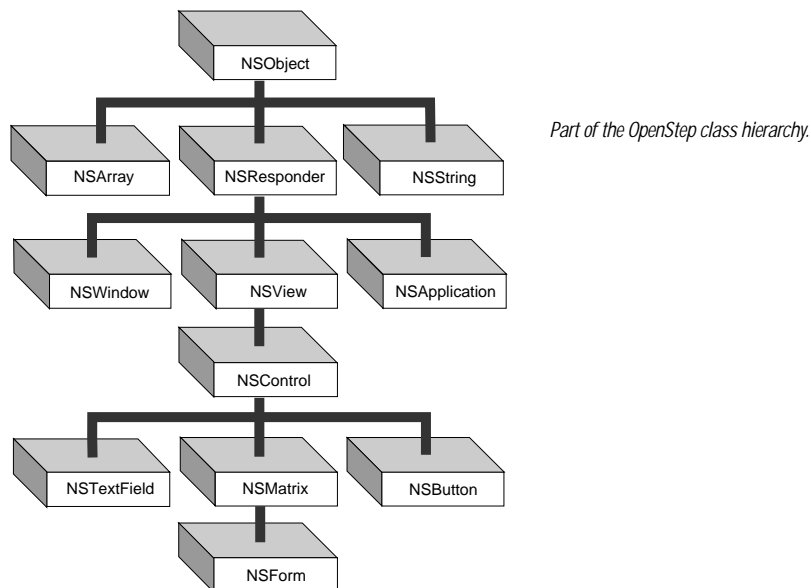 NSObject
Part of the OpenStep class hierarchy.
NSArray
NSResponder
NSString
NSWindow
NSView
NSApplication
NSControl
NSTextField
NSMatrix
NSButton
NSForm